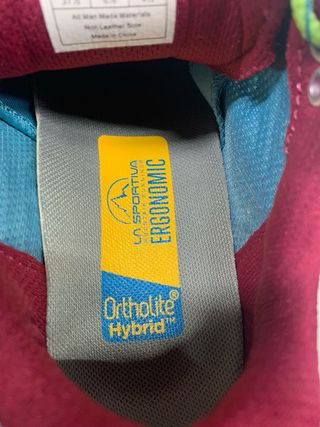 All Man Made Materials
Non Leather Sole
Made in China
LA SPORTIVA
ERGONOMIC
Ortholite®
Hybrid™